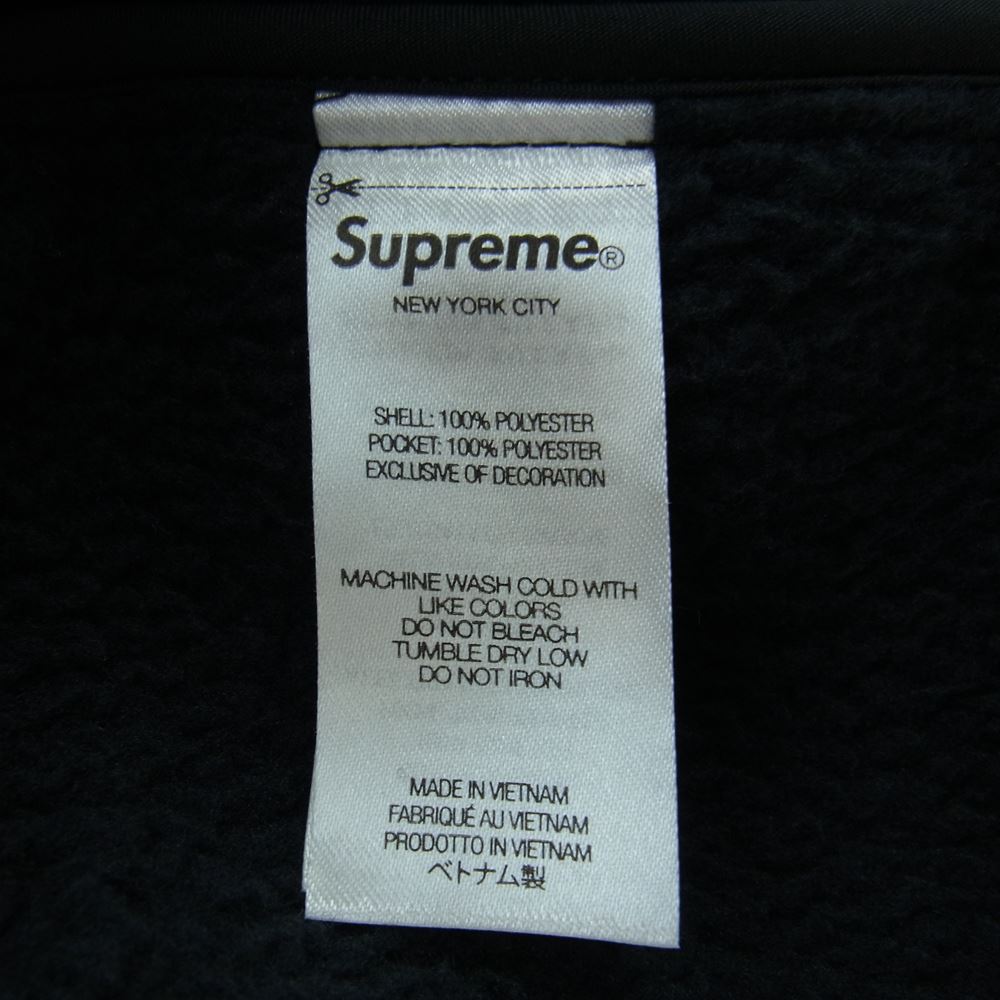 Supreme®
NEW YORK CITY
SHELL: 100% POLYESTER
POCKET: 100% POLYESTER
EXCLUSIVE OF DECORATION
MACHINE WASH COLD WITH
LIKE COLORS
DO NOT BLEACH
TUMBLE DRY LOW
DO NOT IRON
MADE IN VIETNAM
FABRIQUÉ AU VIETNAM
PRODOTTO IN VIETNAM
ベトナム製